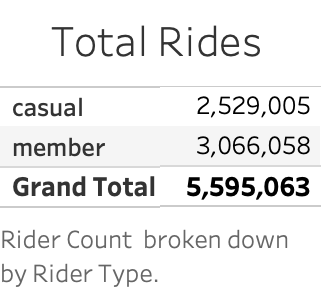 Total Rides
casual 2,529,005
member 3,066,058
Grand Total 5,595,063
Rider Count broken down
by Rider Type.